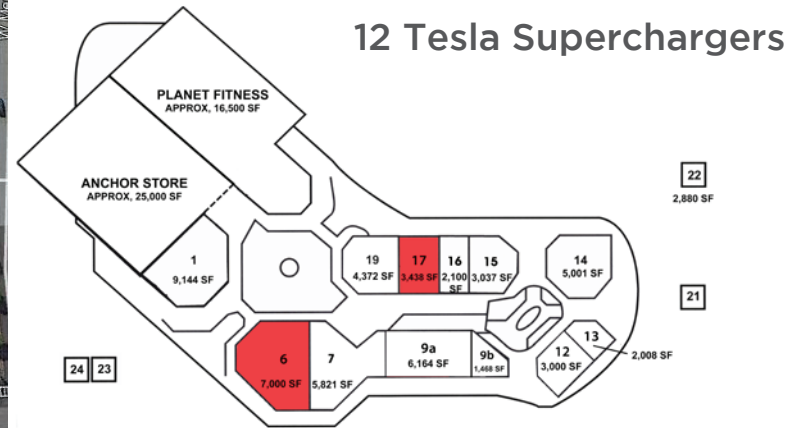 12 Tesla Superchargers
PLANET FITNESS
APPROX, 16,500 SF
ANCHOR STORE
APPROX, 25,000 SF
1
9,144 SF
19
4,372 SF
17
3,438 SF
16
2,100
SF
15
3,037 SF
14
5,001 SF
22
2,880 SF
21
6
7,000 SF
7
5,821 SF
9a
6,164 SF
9b
1,468 SF
13
2,008 SF
12
3,000 SF
24
23